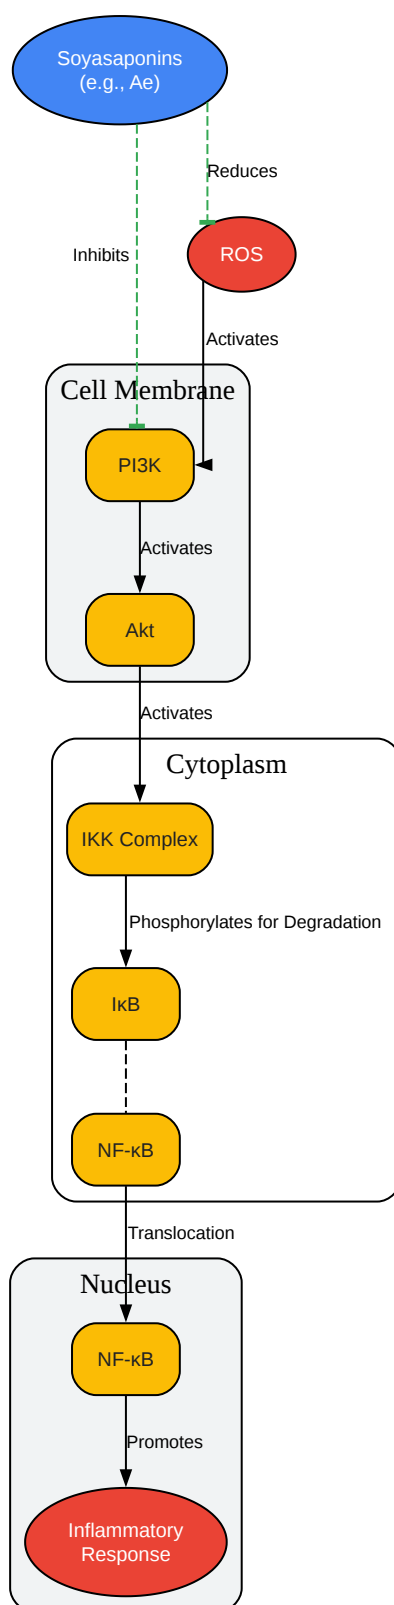 Soyasaponins
(e.g., Ae)
Reduces
Inhibits
ROS
Activates
Cell Membrane
PI3K
Activates
Akt
Activates
Cytoplasm
IKK Complex
Phosphorylates for Degradation
IκB
NF-κB
Translocation
Nucleus
NF-κB
Promotes
Inflammatory
Response